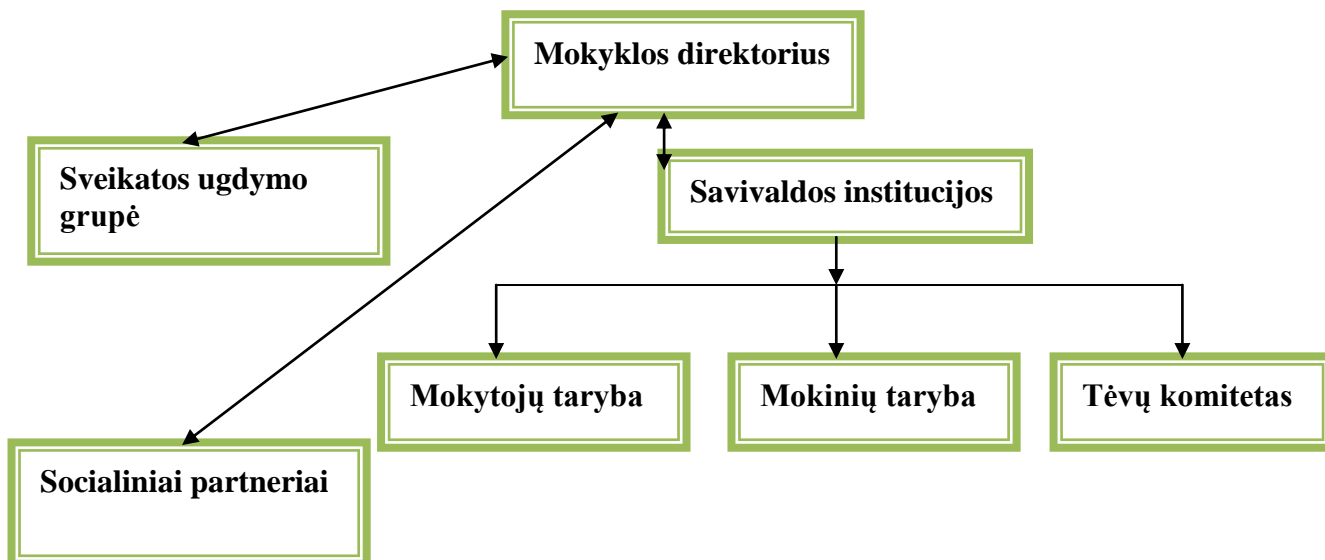 Mokyklos direktorius
Sveikatos ugdymo
grupė
Savivaldos institucijos
Mokytojų taryba
Mokinių taryba
Tėvų komitetas
Socialiniai partneriai